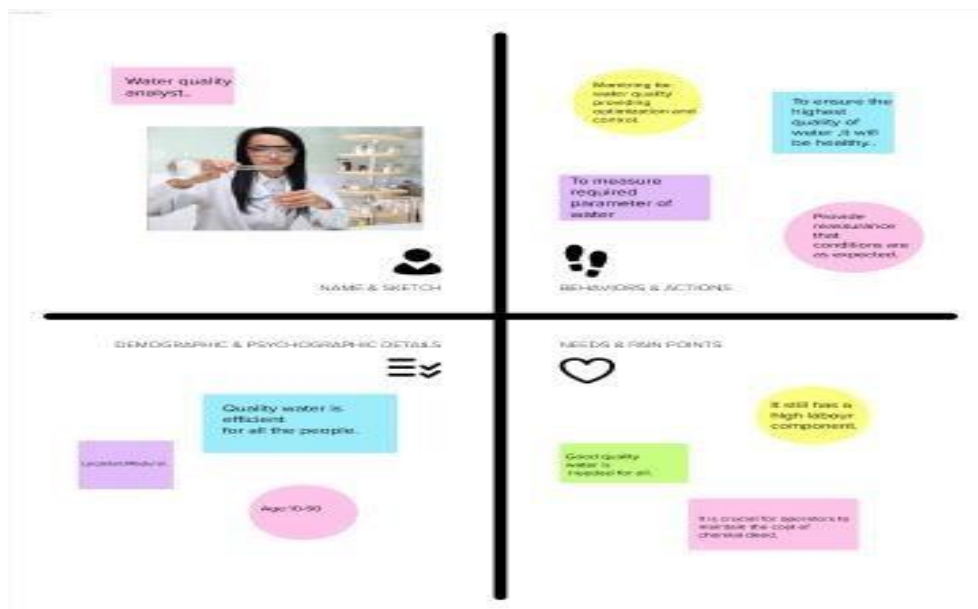 Water quality
analyst..
NAME & SKETCH
Monitoring for
water quality
providing
optimization and
control.
To ensure the
highest
quality of
water ,it will
be healthy..
To measure
required
parameter of
water
Provide
reassurance
that
conditions are
as expected.
BEHAVIORS & ACTIONS
DEMOGRAPHIC & PSYCHOGRAPHIC DETAILS
Quality water is
efficient
for all the people.
Age:10-90
NEEDS & PAIN POINTS
It still has a
high labour
component.
Good quality
water is
needed for all.
It is crucial for operators to
maintain the cost of